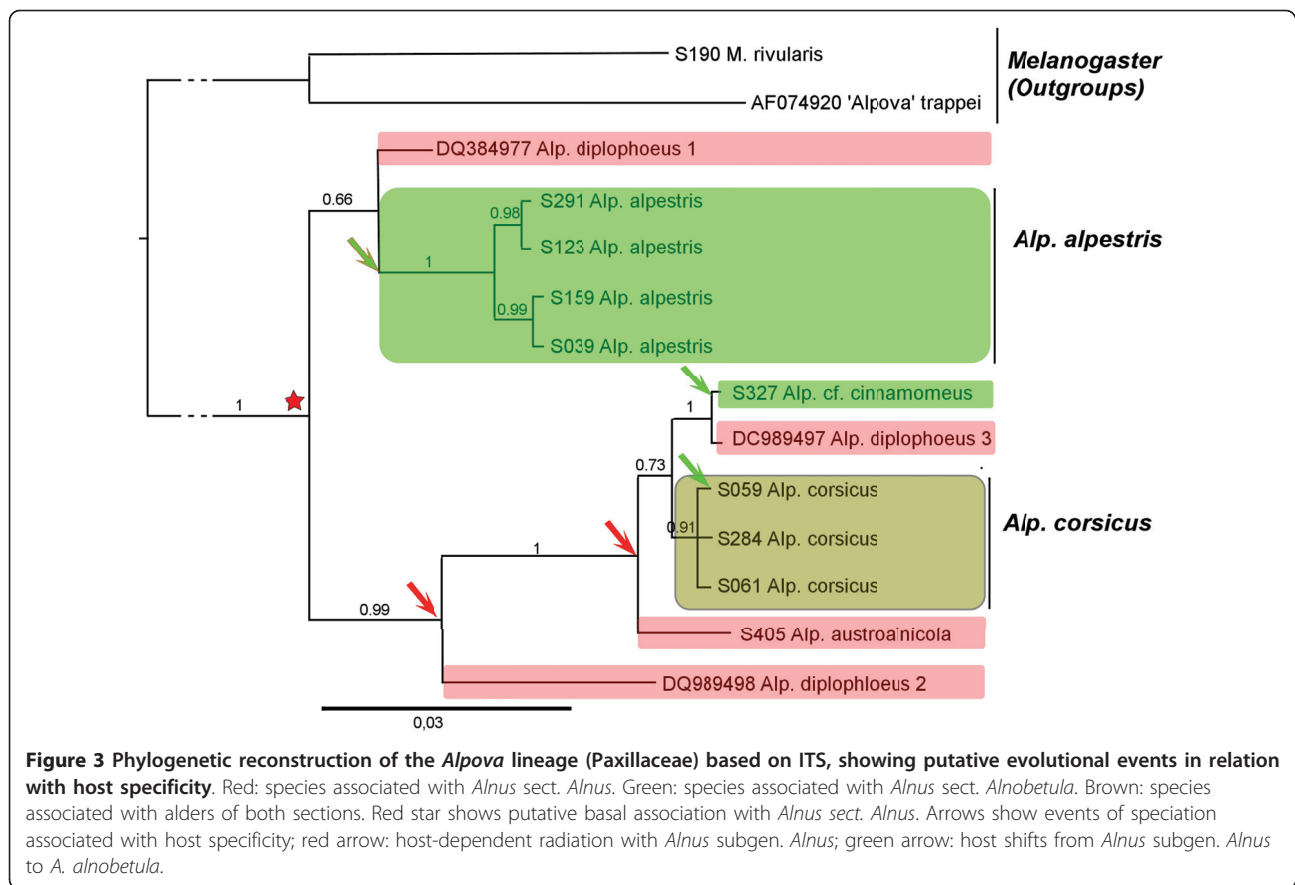 S190 M. rivularis
AF074920 'Alpova' trappei
Melanogaster
(Outgroups)
DQ384977 Alp. diplophoeus 1
0.66
S291 Alp. alpestris
0.98
S123 Alp. alpestris
1
S159 Alp. alpestris
0.99
S039 Alp. alpestris
Alp. alpestris
1
S327 Alp. cf. cinnamomeus
1
DC989497 Alp. diplophoeus 3
0.73
S059 Alp. corsicus
0.91
S284 Alp. corsicus
S061 Alp. corsicus
Alp. corsicus
1
0.99
S405 Alp. austroalnicola
DQ989498 Alp. diplophloeus 2
0,03
Figure 3 Phylogenetic reconstruction of the Alpova lineage (Paxillaceae) based on ITS, showing putative evolutional events in relation
with host specificity. Red: species associated with Alnus sect. Alnus. Green: species associated with Alnus sect. Alnobetula. Brown: species
associated with alders of both sections. Red star shows putative basal association with Alnus sect. Alnus. Arrows show events of speciation
associated with host specificity; red arrow: host-dependent radiation with Alnus subgen. Alnus; green arrow: host shifts from Alnus subgen. Alnus
to A. alnobetula.